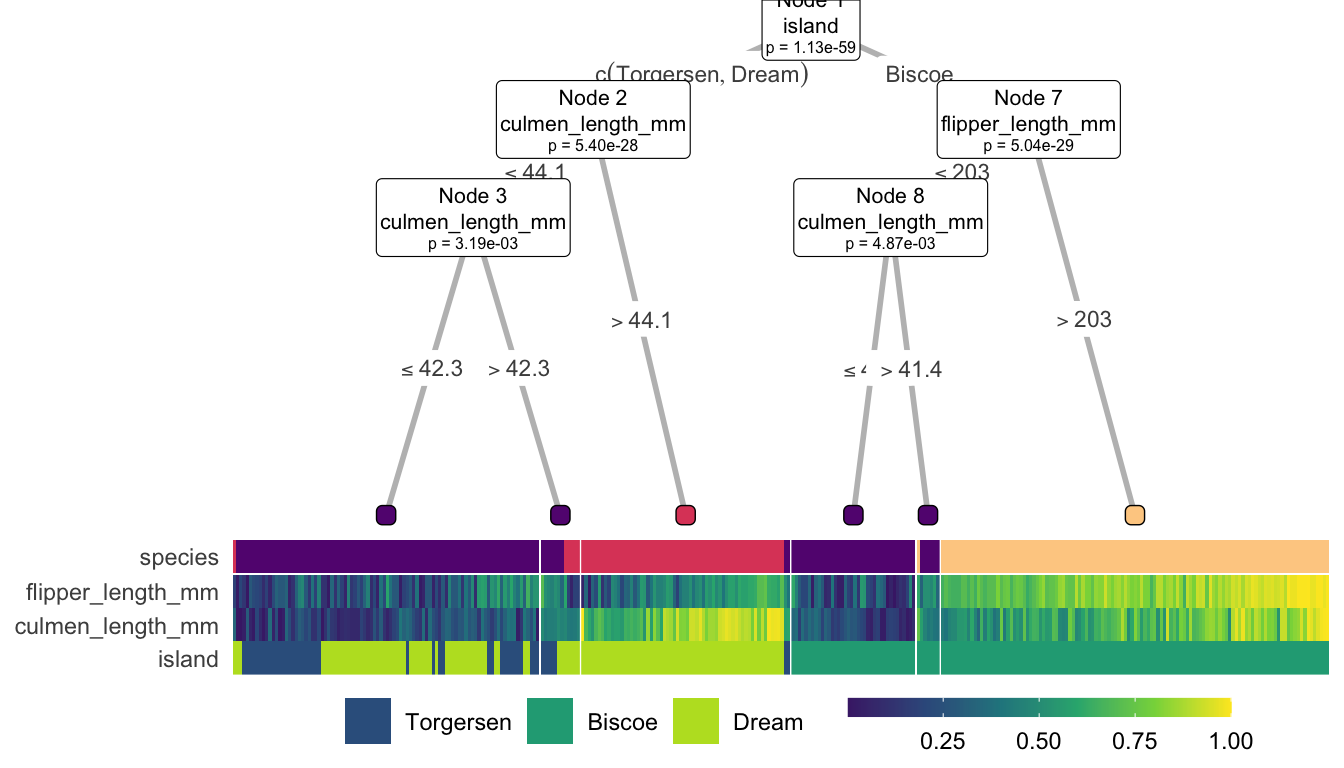 Node 1
island
p = 1.13e-59
c(Torgersen, Dream)
Biscoe
Node 2
culmen_length_mm
p = 5.40e-28
Node 7
flipper_length_mm
p = 5.04e-29
≤ 44.1
≤ 203
Node 3
culmen_length_mm
p = 3.19e-03
Node 8
culmen_length_mm
p = 4.87e-03
> 44.1
> 203
≤ 42.3
> 42.3
≤
> 41.4
species
flipper_length_mm
culmen_length_mm
island
Torgersen
Biscoe
Dream
0.25 0.50 0.75 1.00